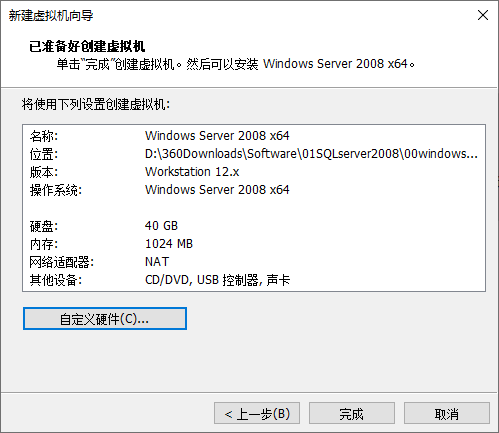 新建虚拟机向导
已准备好创建虚拟机
单击“完成”创建虚拟机。然后可以安装 Windows Server 2008 x64。
将使用下列设置创建虚拟机:
名称: Windows Server 2008 x64
位置: D:\360Downloads\Software\01SQLserver2008\00windows...
版本: Workstation 12.x
操作系统: Windows Server 2008 x64
硬盘: 40 GB
内存: 1024 MB
网络适配器: NAT
其他设备: CD/DVD, USB 控制器, 声卡
自定义硬件(C)...
< 上一步(B) 完成 取消